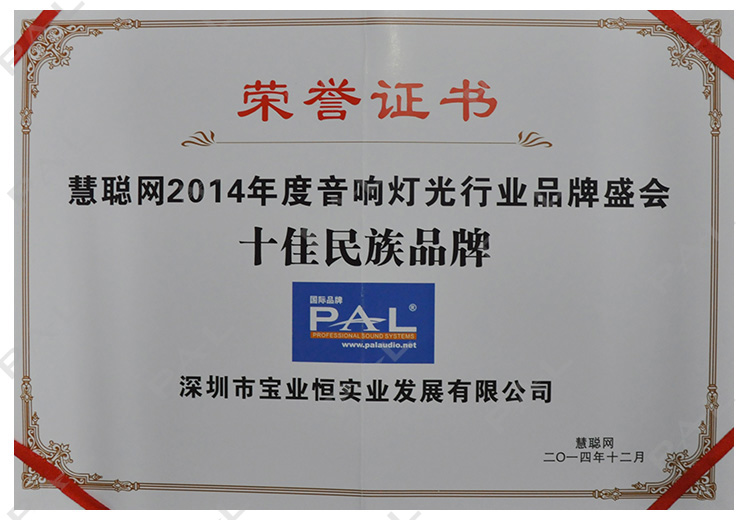 荣誉证书
慧聪网2014年度音响灯光行业品牌盛会
十佳民族品牌
国际品牌
PAL®
PROFESSIONAL SOUND SYSTEMS
www.palaudio.net
深圳市宝业恒实业发展有限公司
慧聪网
二〇一四年十二月